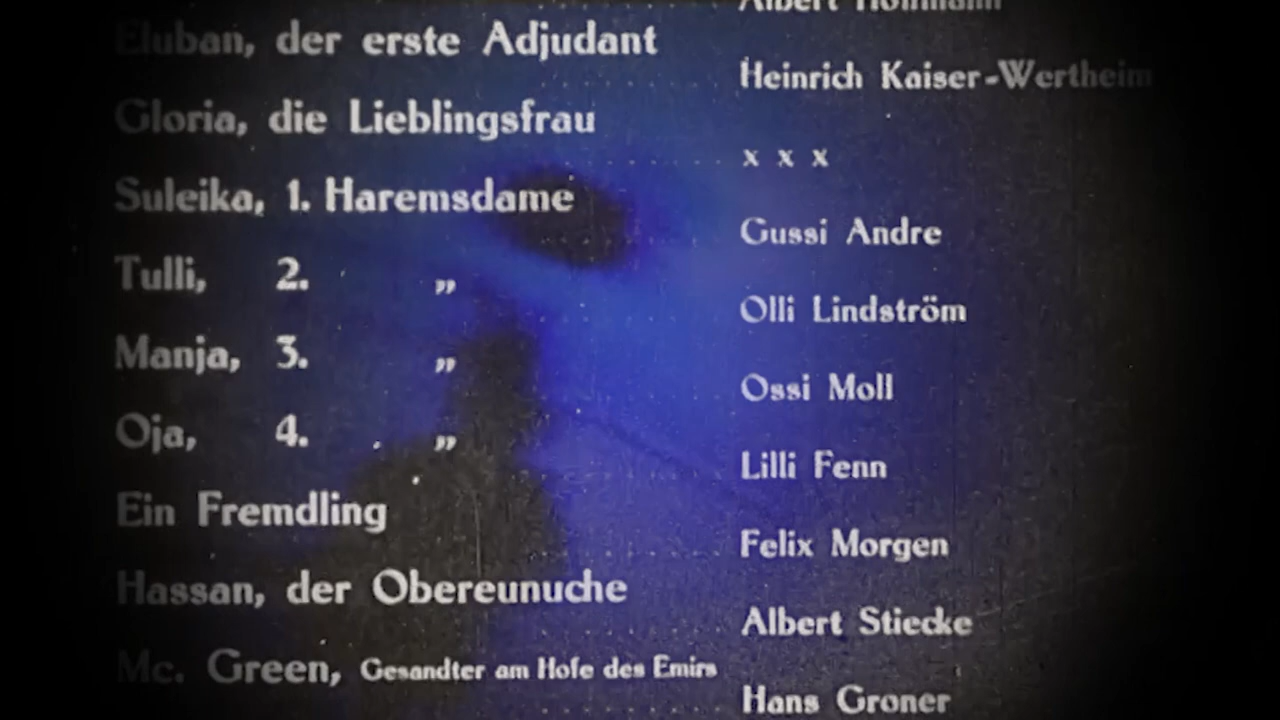 Albert
Eluban, der erste Adjudant
Heinrich Kaiser-Wertheim
Gloria, die Lieblingsfrau
x x x
Suleika, 1. Haremsdame
Gussi Andre
Tulli, 2. „
Olli Lindström
Manja, 3. „
Ossi Moll
Oja, 4. „
Lilli Fenn
Ein Fremdling
Felix Morgen
Hassan, der Obereunuche
Albert Stiecke
Mc. Green, Gesandter am Hofe des Emirs
Hans Groner